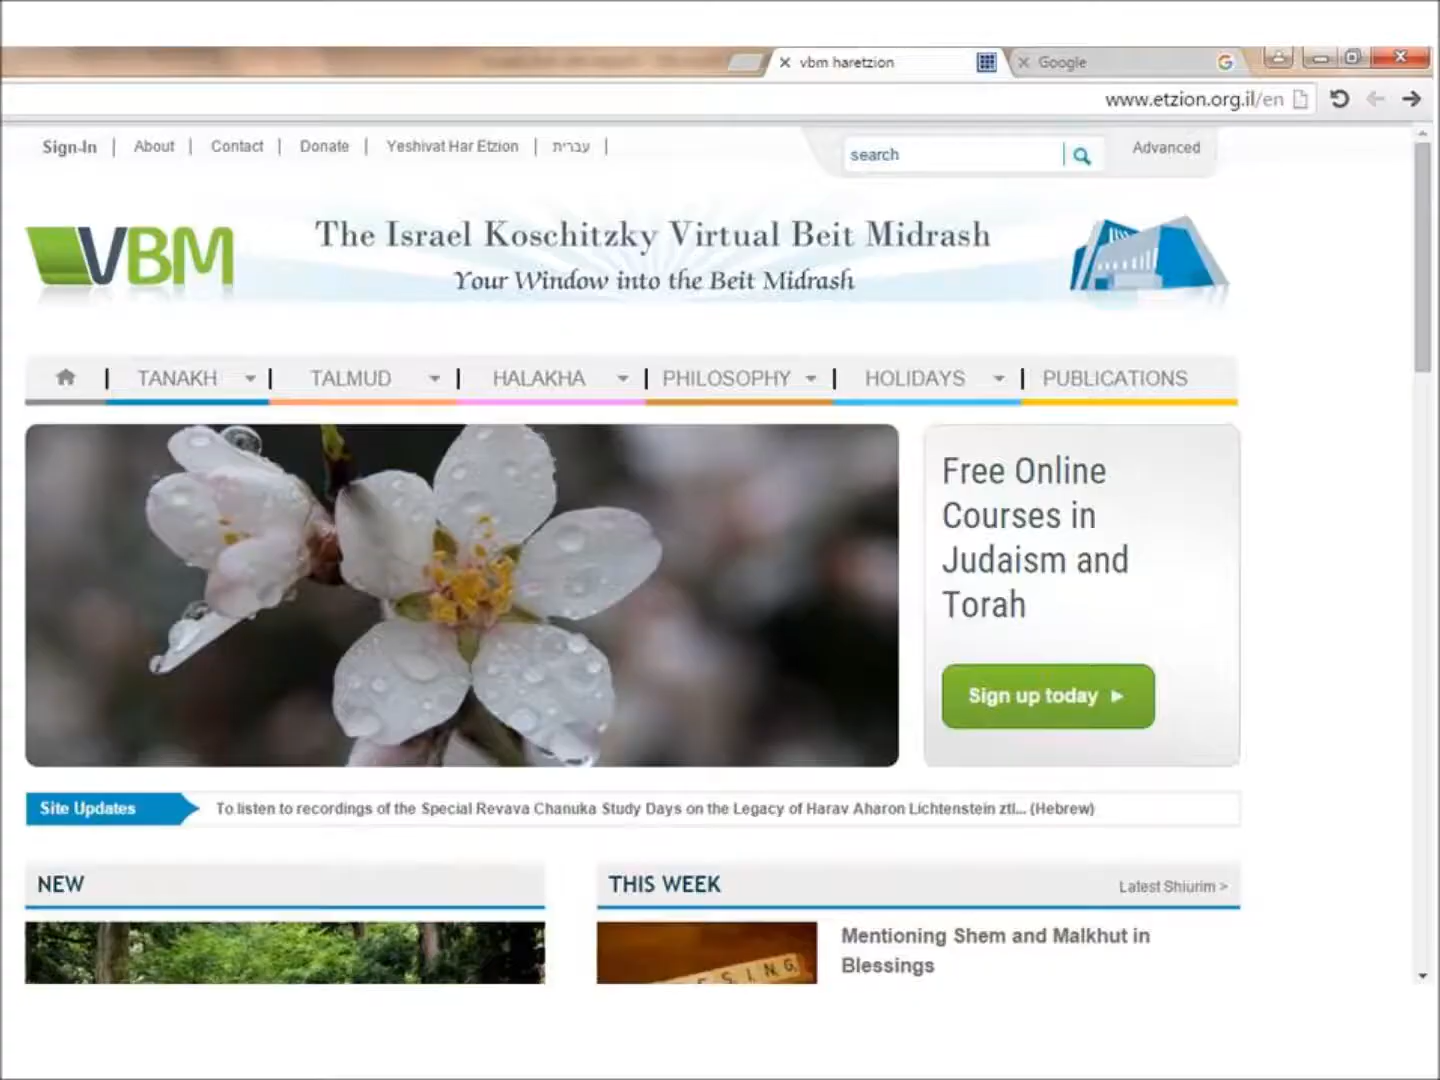 vbm haretzion
Google
www.etzion.org.il/en
Sign-In | About | Contact | Donate | Yeshivat Har Etzion | עברית |
search
Advanced
VBM
The Israel Koschitzky Virtual Beit Midrash
Your Window into the Beit Midrash
TANAKH | TALMUD | HALAKHA | PHILOSOPHY | HOLIDAYS | PUBLICATIONS
Free Online
Courses in
Judaism and
Torah
Sign up today
Site Updates
To listen to recordings of the Special Revava Chanuka Study Days on the Legacy of Harav Aharon Lichtenstein ztl... (Hebrew)
NEW
THIS WEEK
Latest Shiurim >
Mentioning Shem and Malkhut in
Blessings
SSING